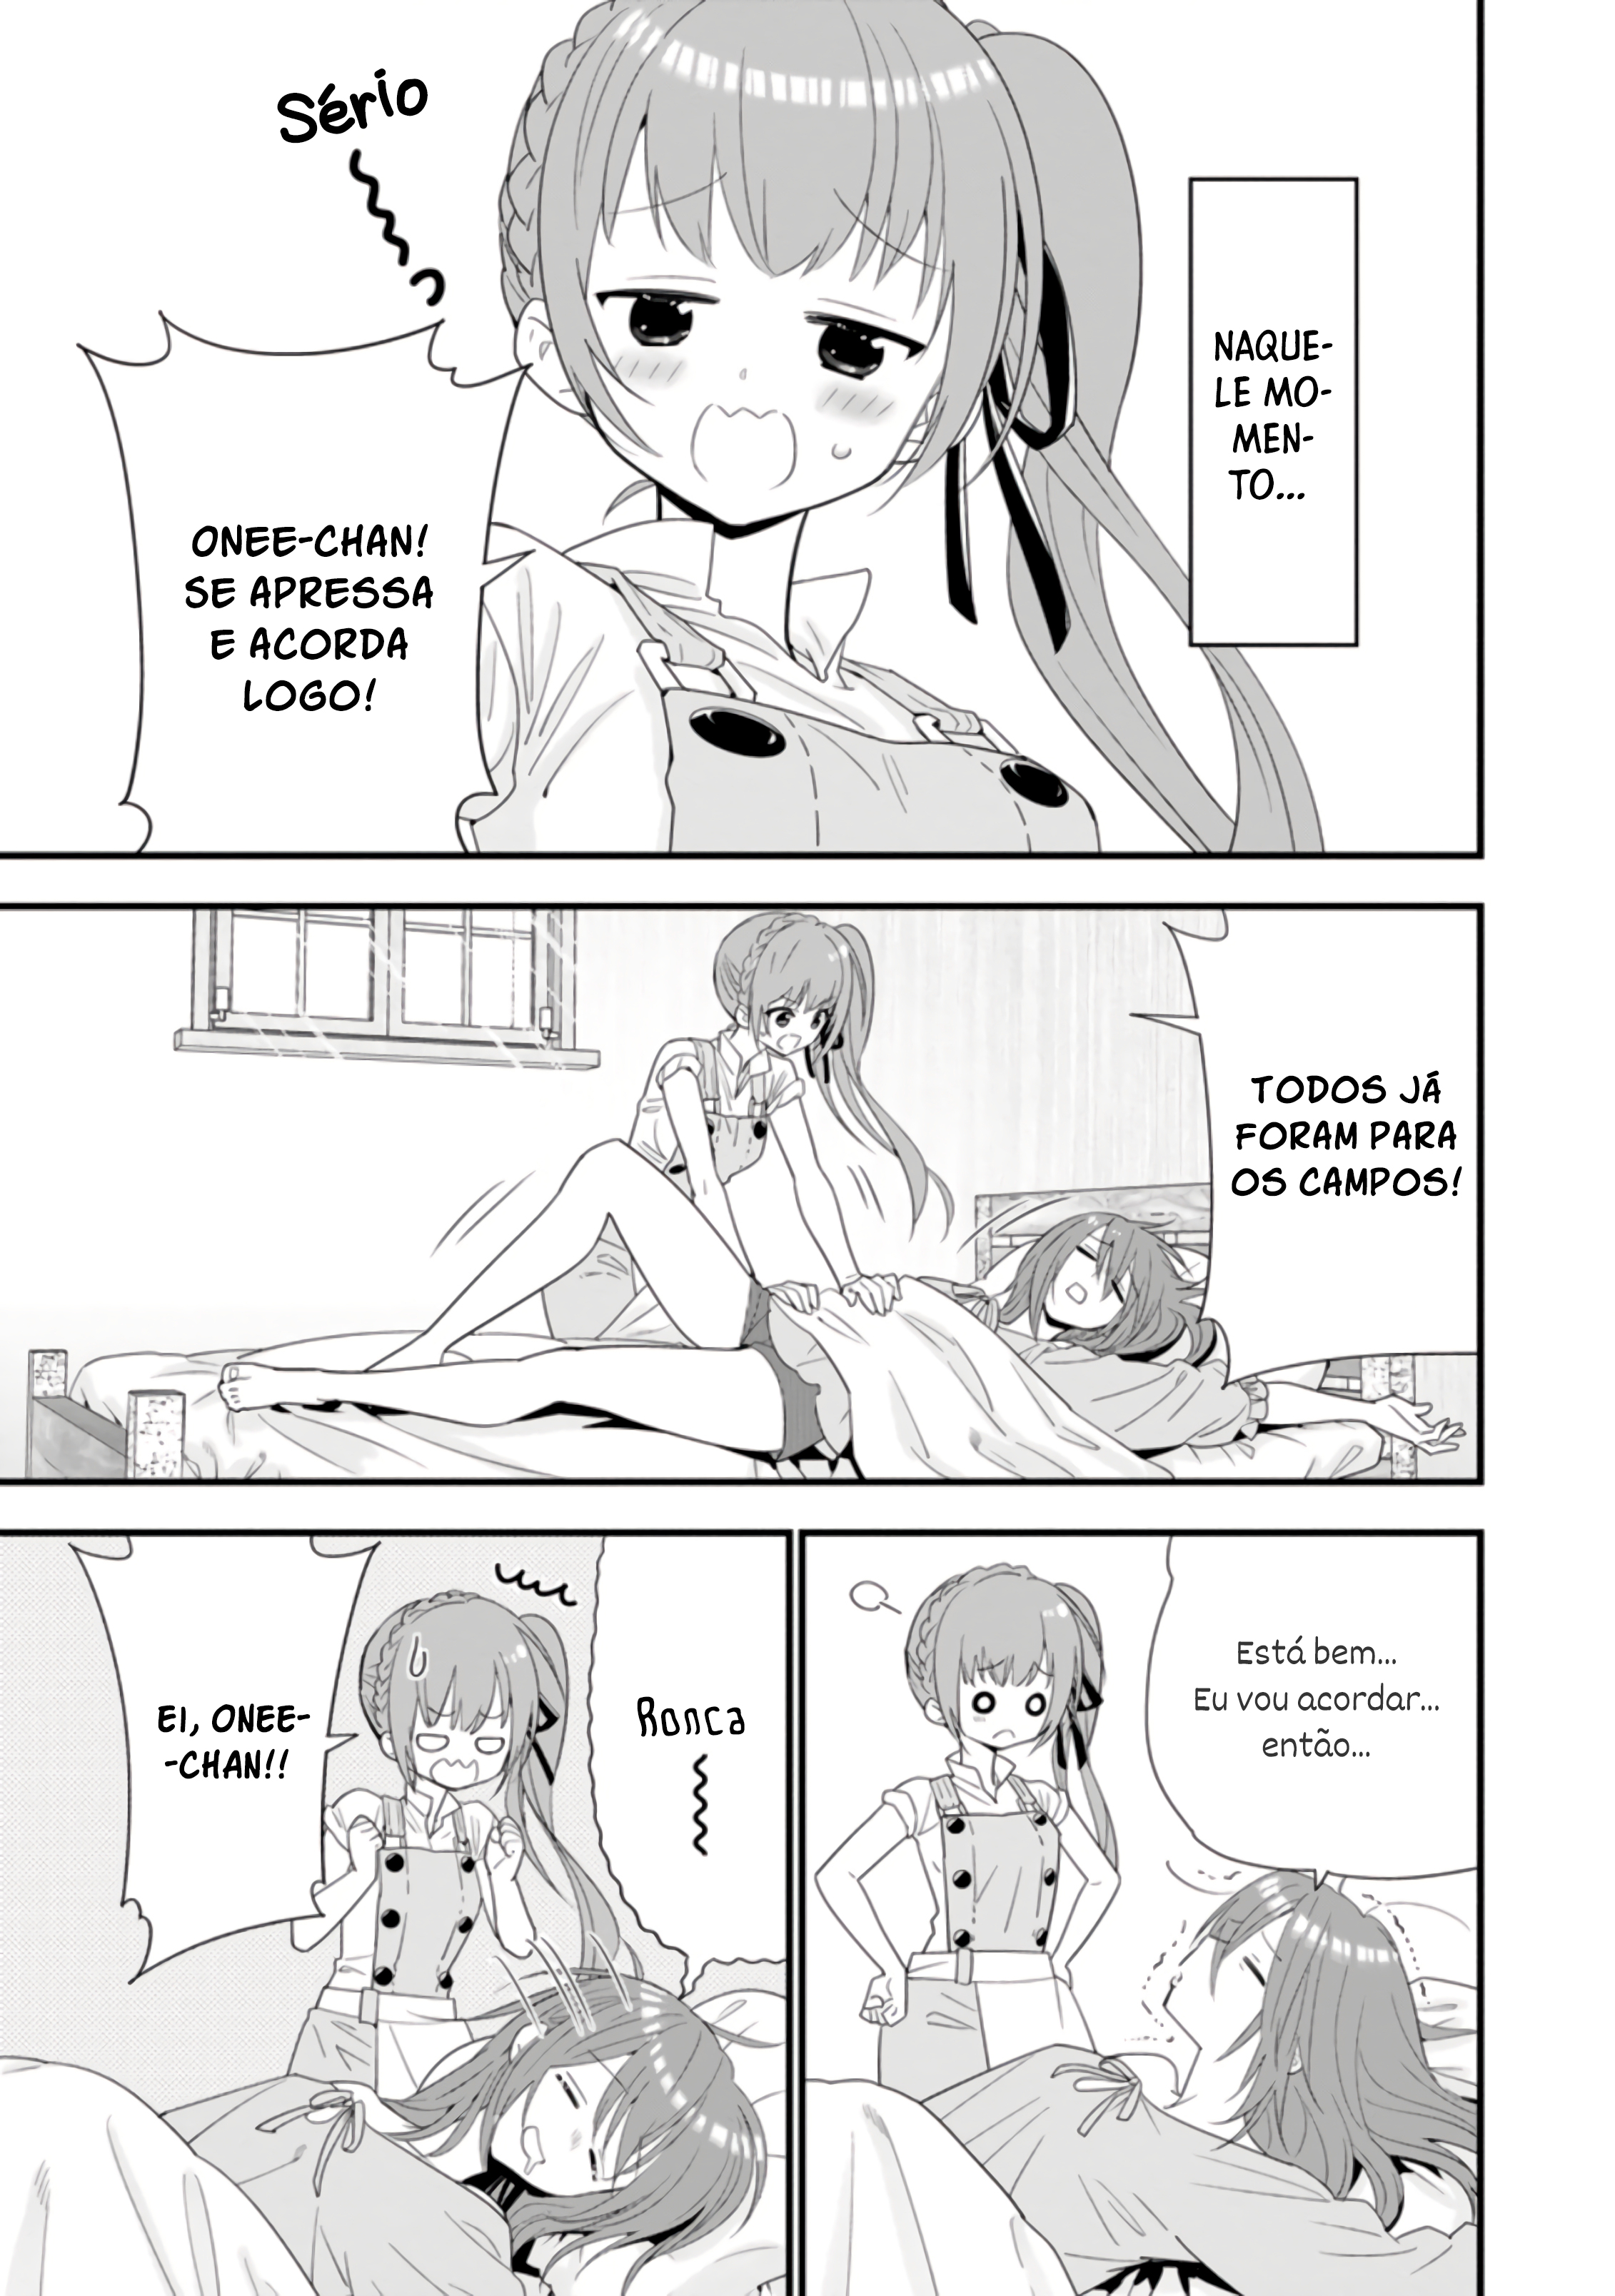 NAQUE-
LE MO-
MEN-
TO...
Sério
ONEE-CHAN!
SE APRESSA
E ACORDA
LOGO!
TODOS JÁ
FORAM PARA
OS CAMPOS!
Está bem...
Eu vou acordar...
então...
Ronca
EI, ONEE-
-CHAN!!